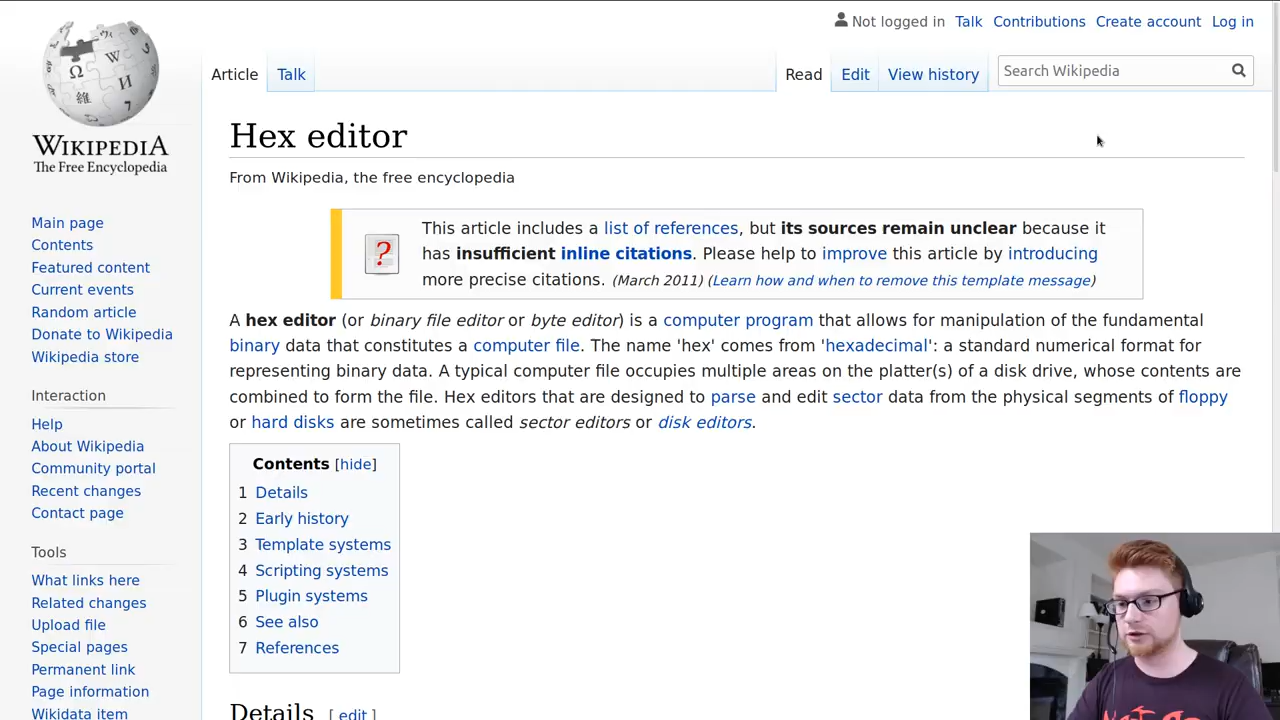 Not logged in Talk Contributions Create account Log in
Article Talk Read Edit View history Search Wikipedia
WIKIPEDIA
The Free Encyclopedia
Main page
Contents
Featured content
Current events
Random article
Donate to Wikipedia
Wikipedia store
Interaction
Help
About Wikipedia
Community portal
Recent changes
Contact page
Tools
What links here
Related changes
Upload file
Special pages
Permanent link
Page information
Wikidata item
Hex editor
From Wikipedia, the free encyclopedia
This article includes a list of references, but its sources remain unclear because it
has insufficient inline citations. Please help to improve this article by introducing
more precise citations. (March 2011) (Learn how and when to remove this template message)
A hex editor (or binary file editor or byte editor) is a computer program that allows for manipulation of the fundamental
binary data that constitutes a computer file. The name 'hex' comes from 'hexadecimal': a standard numerical format for
representing binary data. A typical computer file occupies multiple areas on the platter(s) of a disk drive, whose contents are
combined to form the file. Hex editors that are designed to parse and edit sector data from the physical segments of floppy
or hard disks are sometimes called sector editors or disk editors.
Contents [hide]
1 Details
2 Early history
3 Template systems
4 Scripting systems
5 Plugin systems
6 See also
7 References
Details [ edit ]